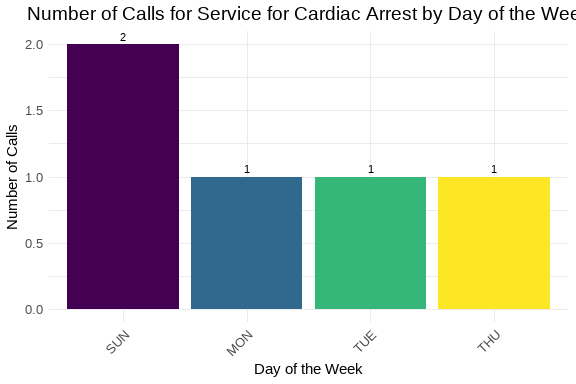 Number of Calls for Service for Cardiac Arrest by Day of the Wee
2
1
1
1
2.0
1.5
1.0
0.5
0.0
Number of Calls
SUN
MON
TUE
THU
Day of the Week